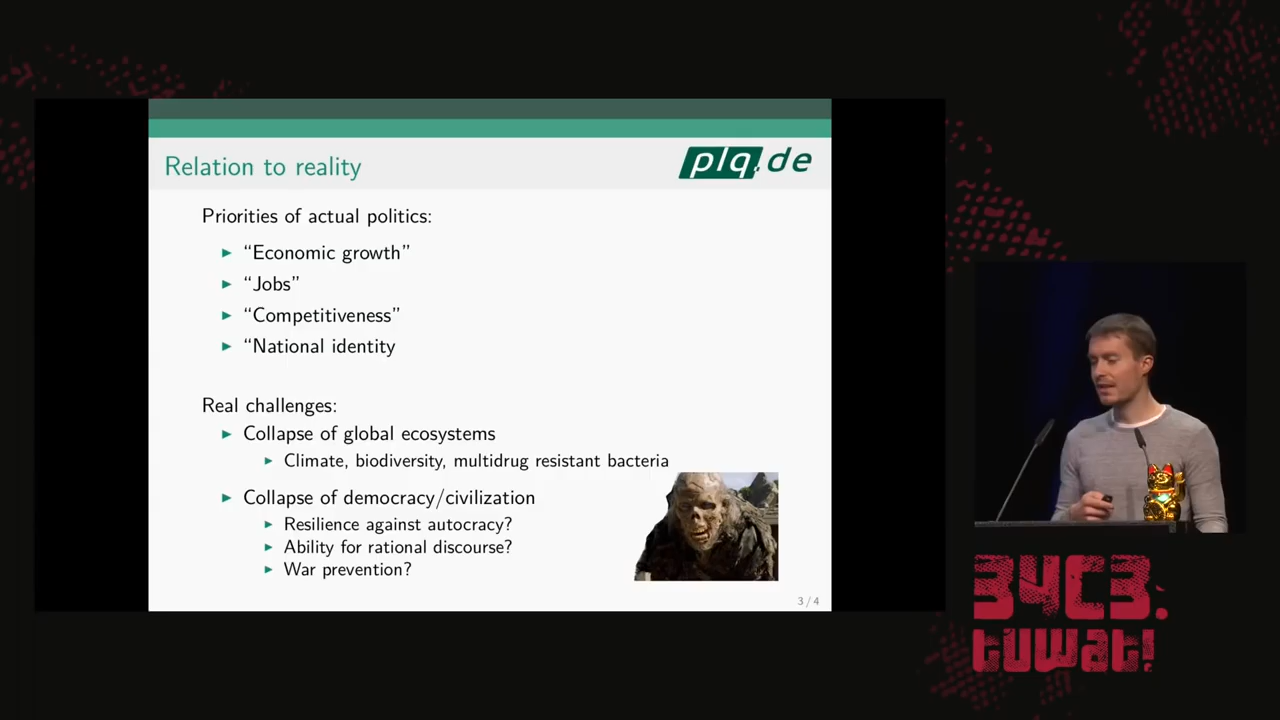 Relation to reality
plq.de
Priorities of actual politics:
“Economic growth”
“Jobs”
“Competitiveness”
“National identity
Real challenges:
Collapse of global ecosystems
Climate, biodiversity, multidrug resistant bacteria
Collapse of democracy/civilization
Resilience against autocracy?
Ability for rational discourse?
War prevention?
3 / 4
34C3.
tuwat!